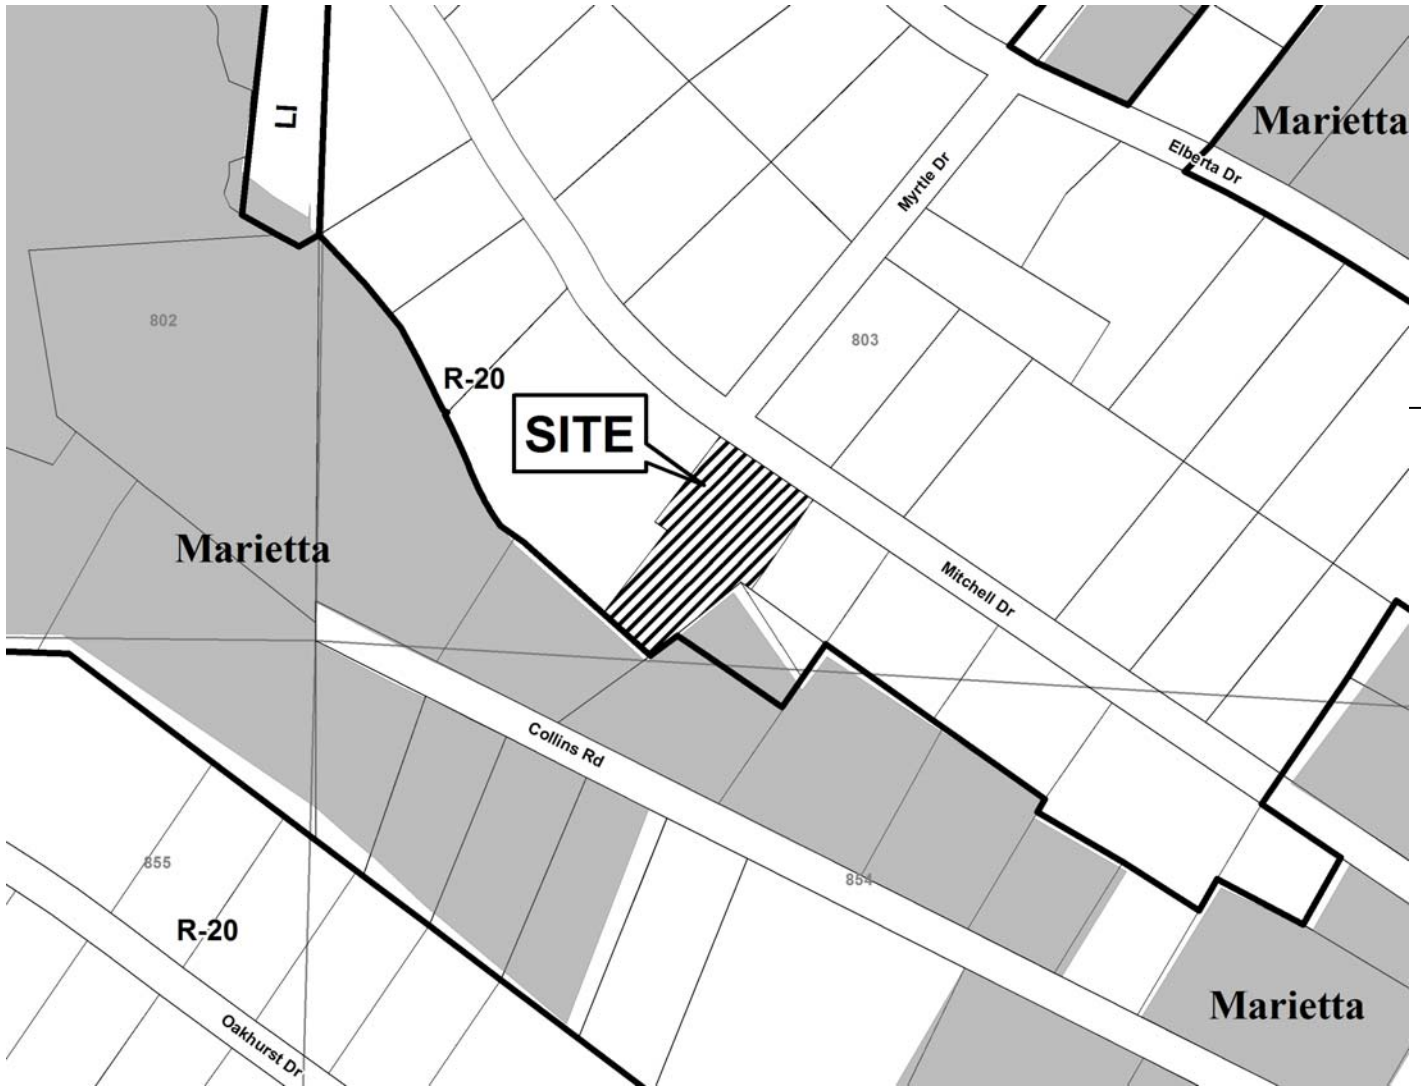 LI
Marietta
Elberta Dr
Myrtle Dr
802
803
R-20
SITE
Marietta
Mitchell Dr
Collins Rd
855
854
R-20
Marietta
Oakhurst Dr